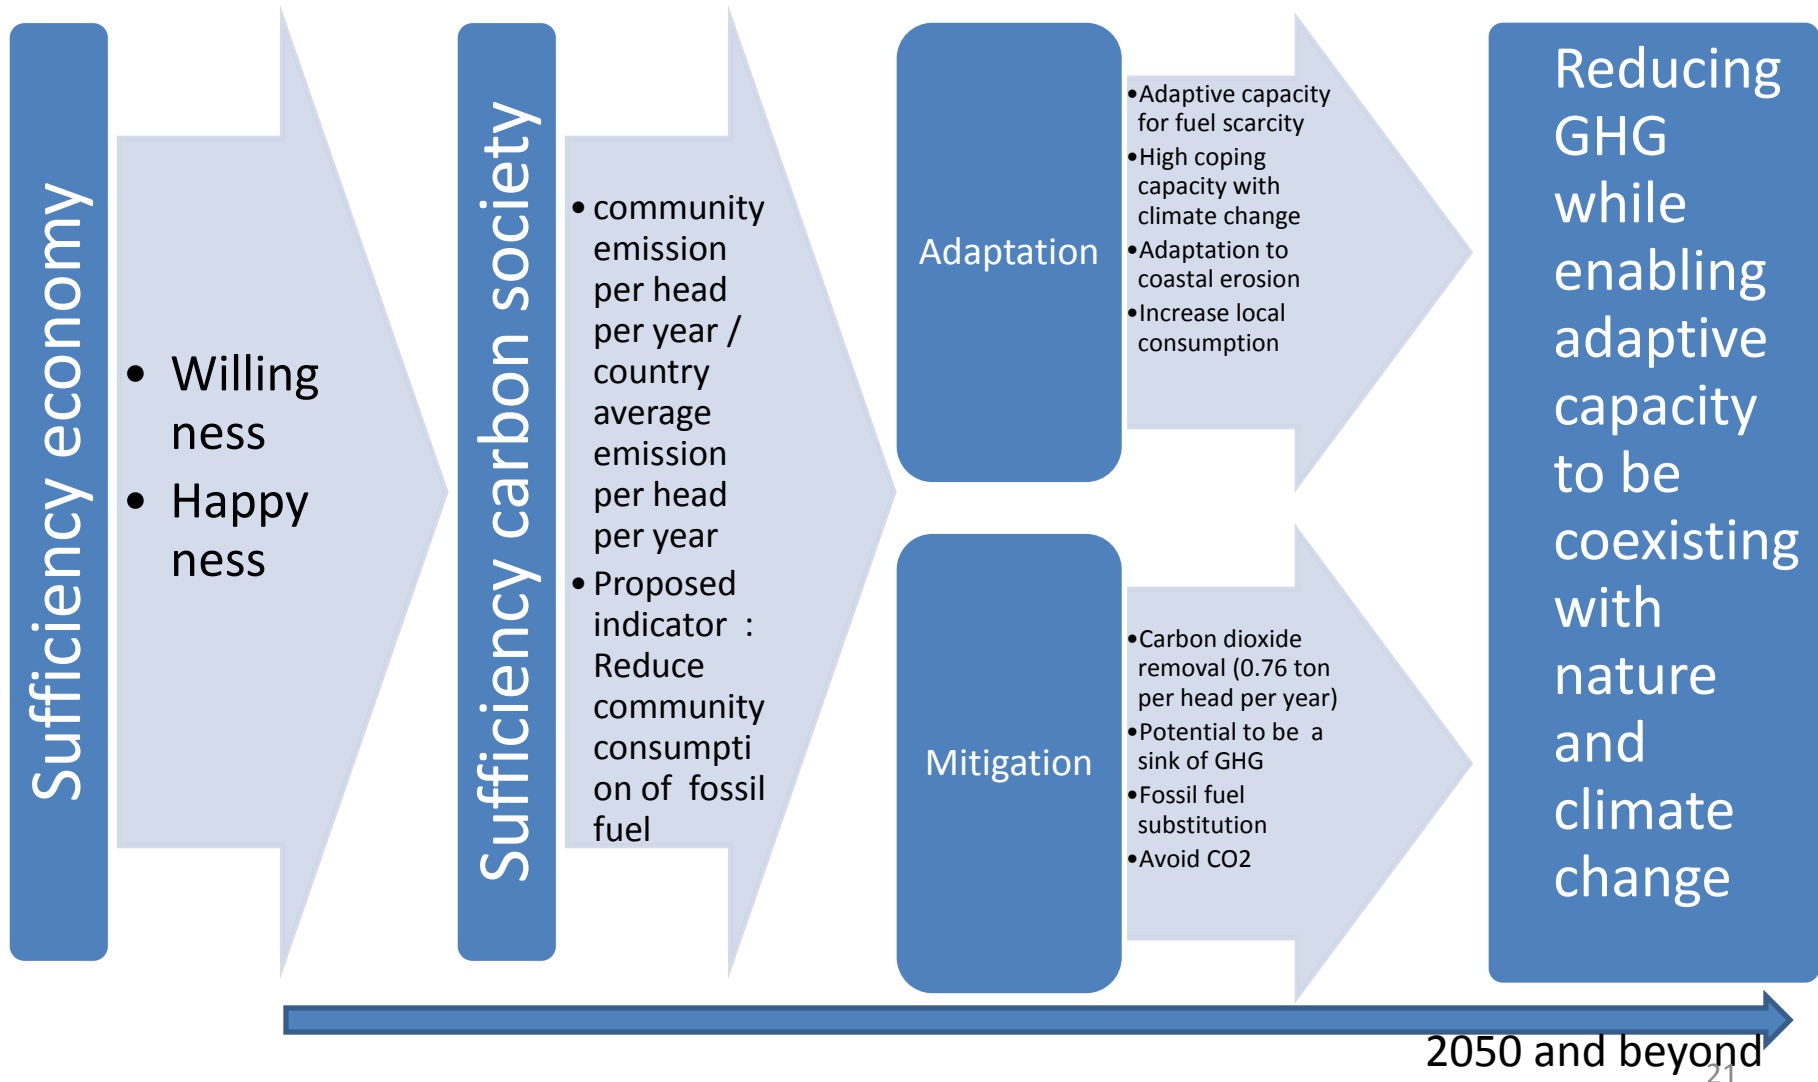 Sufficiency economy
• Willing
ness
• Happy
ness
Sufficiency carbon society
• community
emission
per head
per year /
country
average
emission
per head
per year
• Proposed
indicator :
Reduce
community
consumpti
on of fossil
fuel
Adaptation
•Adaptive capacity
for fuel scarcity
•High coping
capacity with
climate change
•Adaptation to
coastal erosion
•Increase local
consumption
Mitigation
•Carbon dioxide
removal (0.76 ton
per head per year)
•Potential to be a
sink of GHG
•Fossil fuel
substitution
•Avoid CO2
Reducing
GHG
while
enabling
adaptive
capacity
to be
coexisting
with
nature
and
climate
change
2050 and beyond
21